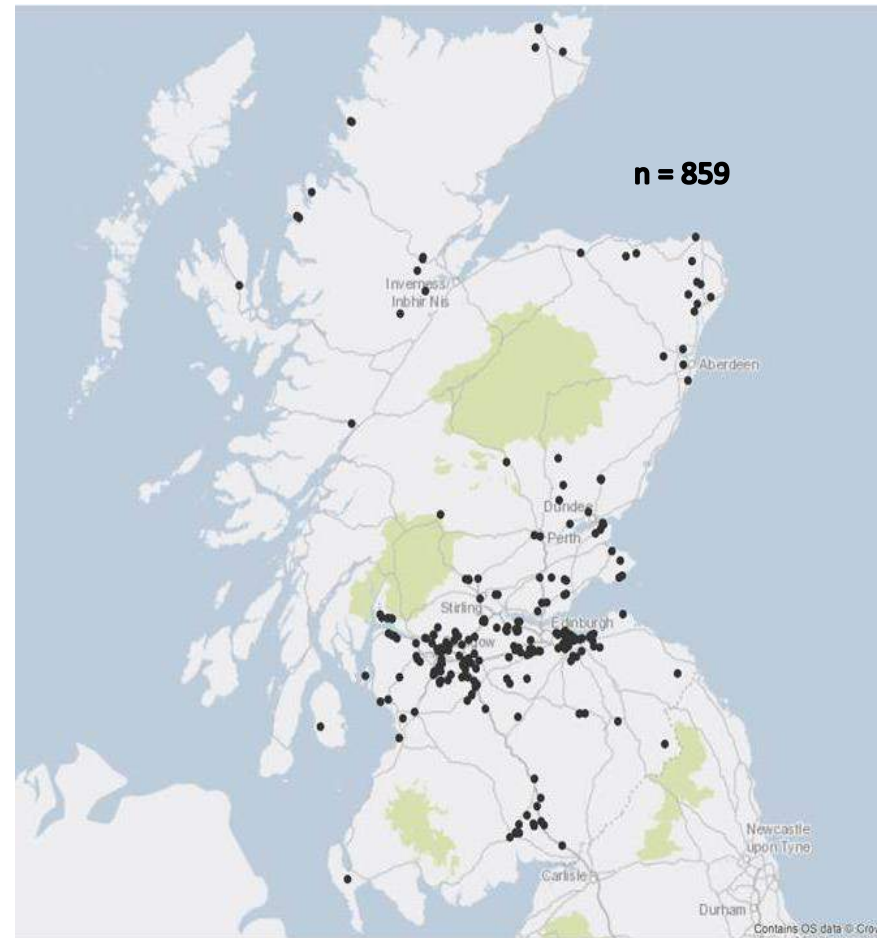 n = 859
Inverness/
Inbhir Nis
Aberdeen
Dundee
Perth
Stirling
Edinburgh
Newcastle
upon Tyne
Carlisle
Durham
Contains OS data © Cro